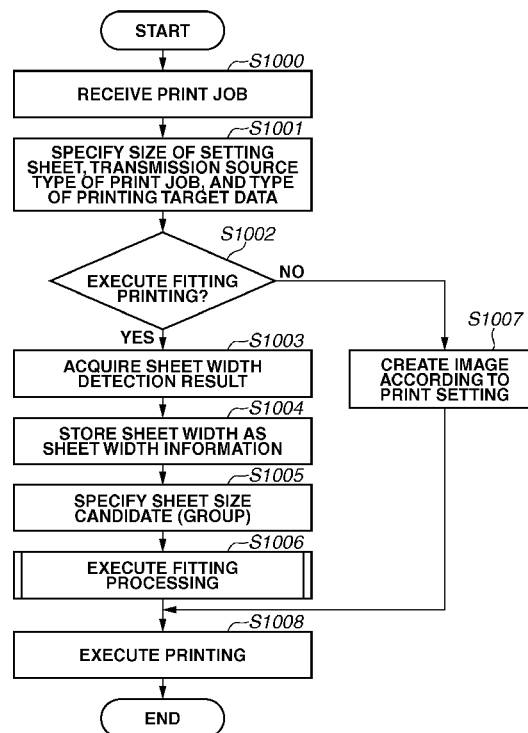 START
S1000
RECEIVE PRINT JOB
S1001
SPECIFY SIZE OF SETTING
SHEET, TRANSMISSION SOURCE
TYPE OF PRINT JOB, AND TYPE
OF PRINTING TARGET DATA
S1002
EXECUTE FITTING
PRINTING?
NO
YES
S1003
ACQUIRE SHEET WIDTH
DETECTION RESULT
S1007
CREATE IMAGE
ACCORDING TO
PRINT SETTING
S1004
STORE SHEET WIDTH AS
SHEET WIDTH INFORMATION
S1005
SPECIFY SHEET SIZE
CANDIDATE (GROUP)
S1006
EXECUTE FITTING
PROCESSING
S1008
EXECUTE PRINTING
END